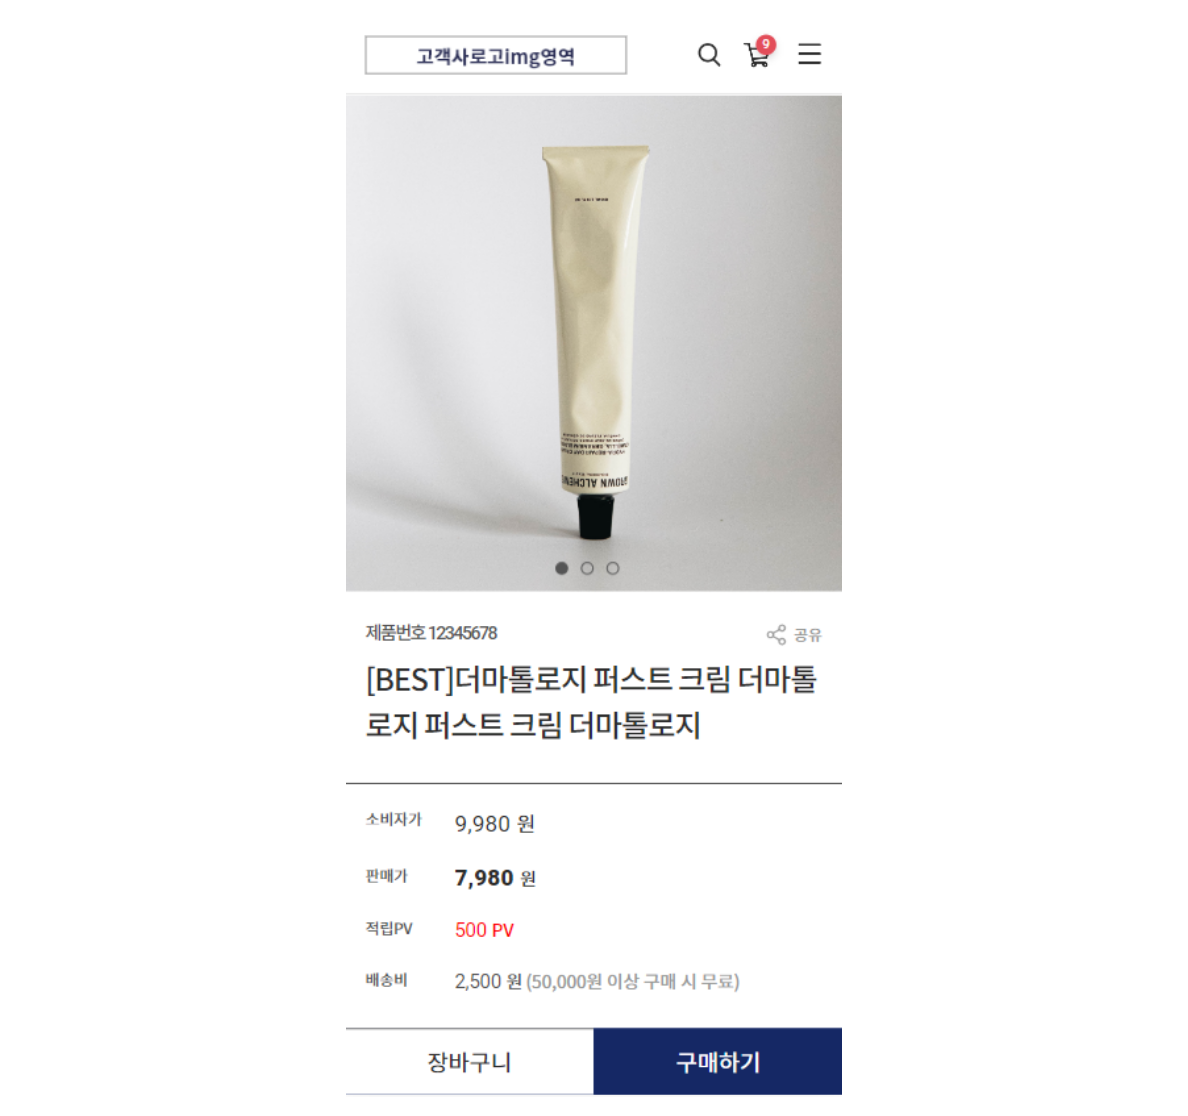 고객사로고img영역
9
제품번호 12345678
공유
[BEST]더마톨로지 퍼스트 크림 더마톨
로지 퍼스트 크림 더마톨로지
소비자가 9,980 원
판매가 7,980 원
적립PV 500 PV
배송비 2,500 원 (50,000원 이상 구매 시 무료)
장바구니 구매하기